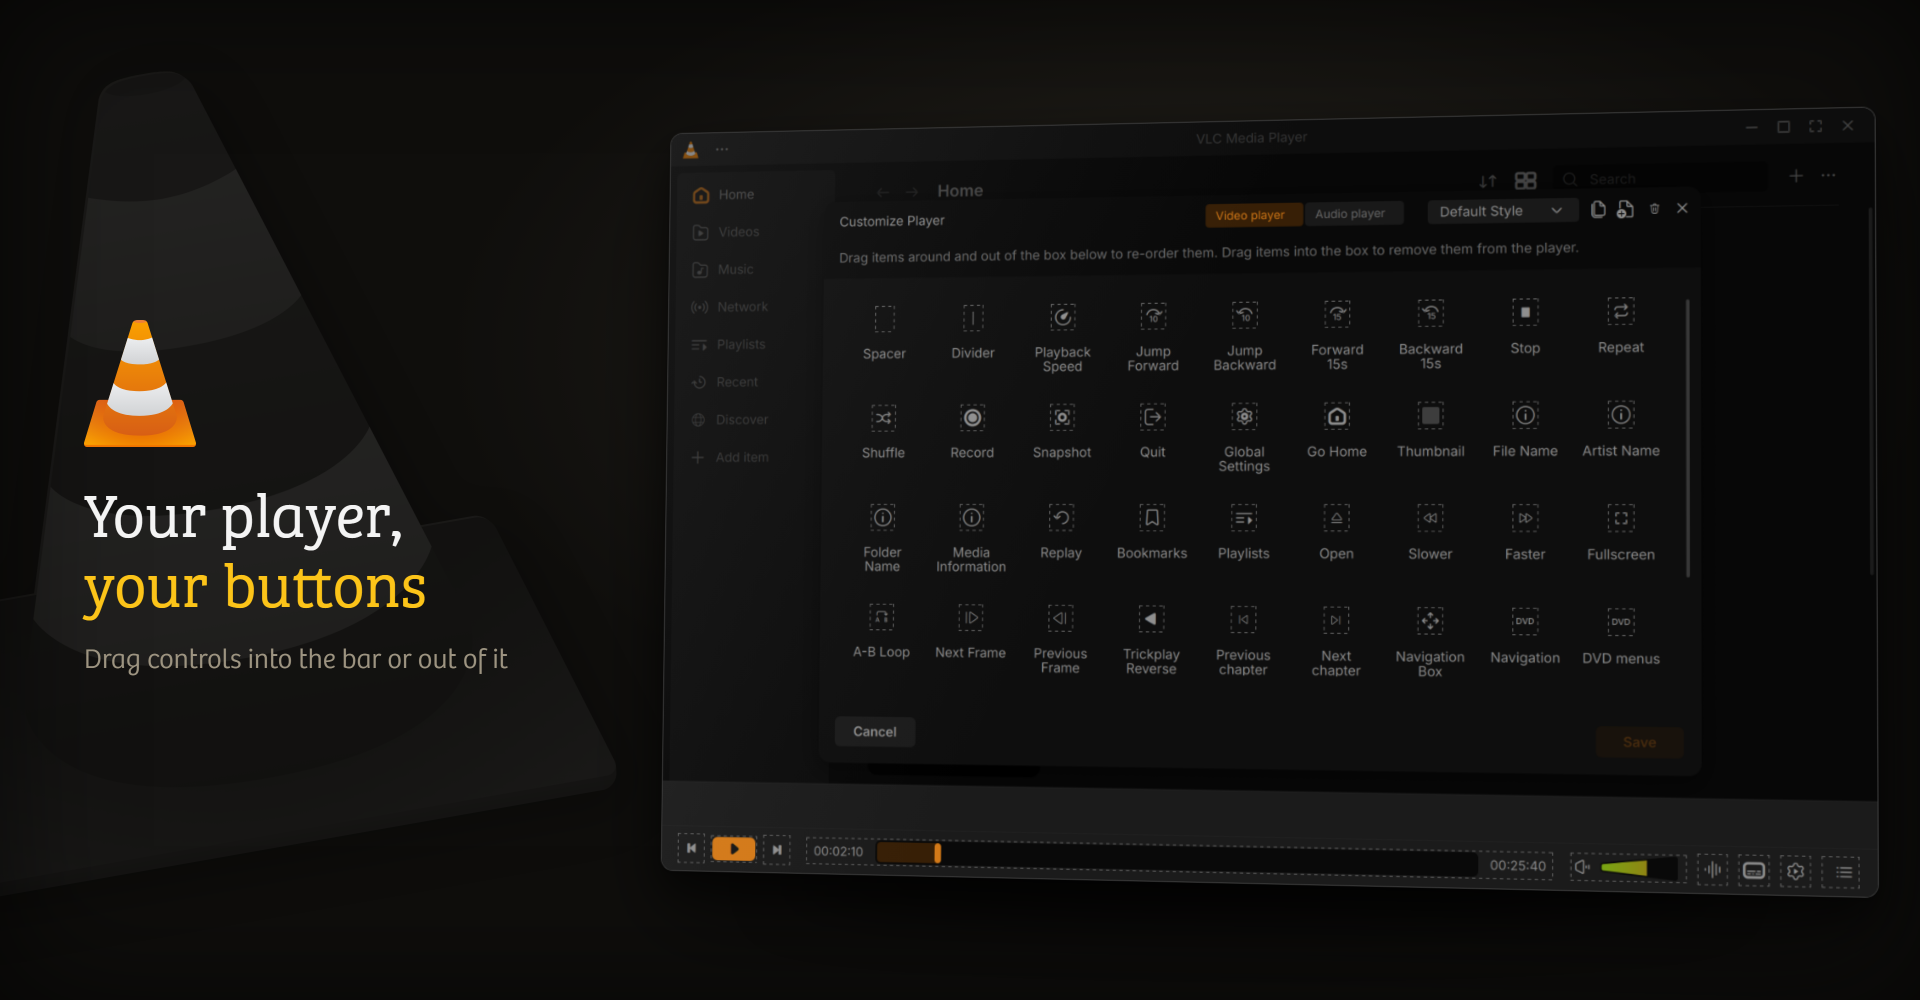 Your player,
your buttons
Drag controls into the bar or out of it
VLC Media Player
Home
Videos
Music
Network
Playlists
Recent
Discover
Add item
Home
Search
Customize Player
Video player
Audio player
Default Style
Drag items around and out of the box below to re-order them. Drag items into the box to remove them from the player.
Spacer
Divider
Playback
Speed
10
Jump
Forward
10
Jump
Backward
15
Forward
15s
15
Backward
15s
Stop
Repeat
Shuffle
Record
Snapshot
Quit
Global
Settings
Go Home
Thumbnail
File Name
Artist Name
Folder
Name
Media
Information
Replay
Bookmarks
Playlists
Open
Slower
Faster
Fullscreen
A-B Loop
Next Frame
Previous
Frame
Trickplay
Reverse
Previous
chapter
Next
chapter
Navigation
Box
DVD
Navigation
DVD
DVD menus
Cancel
Save
00:02:10
00:25:40